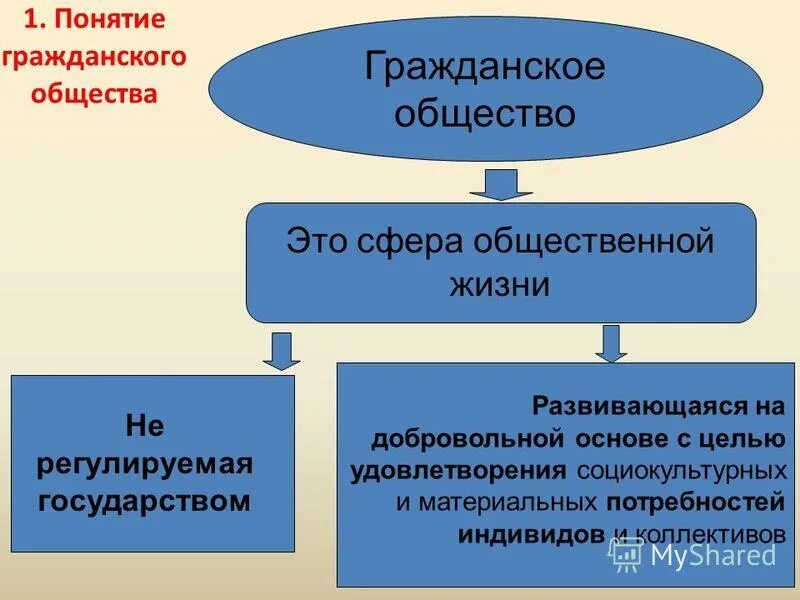 1. Понятие
гражданского
общества
Гражданское
общество
Это сфера общественной
жизни
Не
регулируемая
государством
Развивающаяся на
добровольной основе с целью
удовлетворения социокультурных
и материальных потребностей
индивидов и коллективов
MyShared